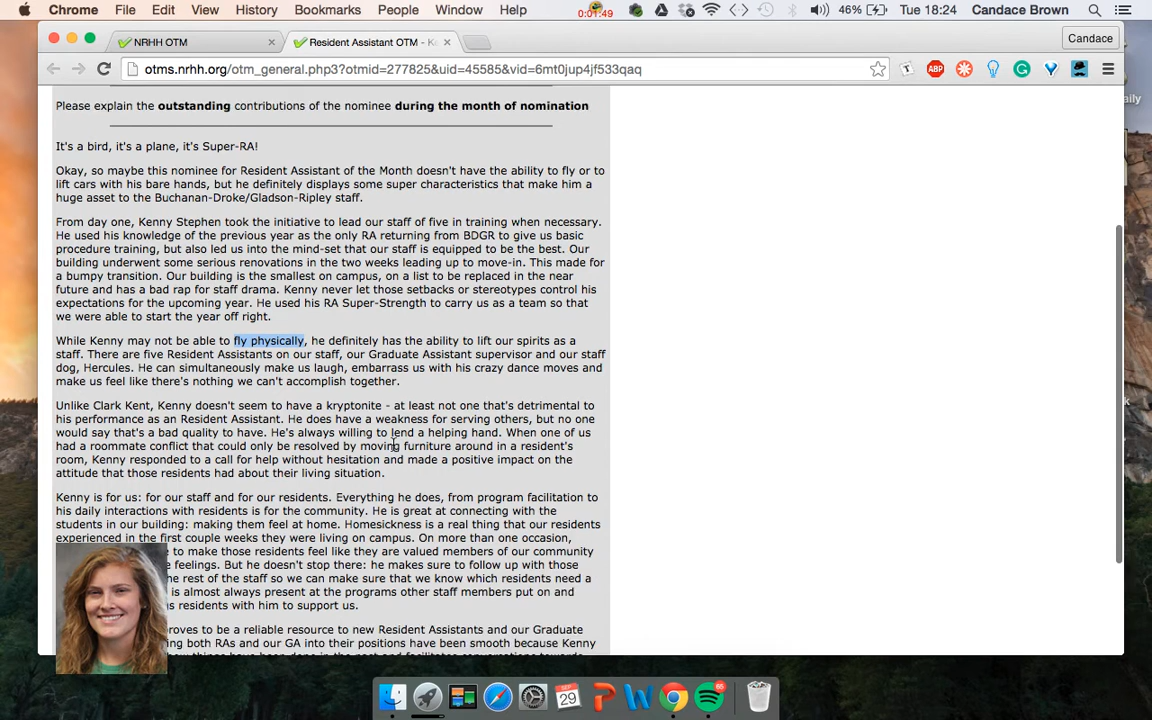 Chrome File Edit View History Bookmarks People Window Help 0:01:49 46% Tue 18:24 Candace Brown
NRHH OTM Resident Assistant OTM - K Candace
otms.nrhh.org/otm_general.php3?otmid=277825&uid=45585&vid=6mt0jup4jf533qaq ABP
Please explain the outstanding contributions of the nominee during the month of nomination
It's a bird, it's a plane, it's Super-RA!
Okay, so maybe this nominee for Resident Assistant of the Month doesn't have the ability to fly or to
lift cars with his bare hands, but he definitely displays some super characteristics that make him a
huge asset to the Buchanan-Droke/Gladson-Ripley staff.
From day one, Kenny Stephen took the initiative to lead our staff of five in training when necessary.
He used his knowledge of the previous year as the only RA returning from BDGR to give us basic
procedure training, but also led us into the mind-set that our staff is equipped to be the best. Our
building underwent some serious renovations in the two weeks leading up to move-in. This made for
a bumpy transition. Our building is the smallest on campus, on a list to be replaced in the near
future and has a bad rap for staff drama. Kenny never let those setbacks or stereotypes control his
expectations for the upcoming year. He used his RA Super-Strength to carry us as a team so that
we were able to start the year off right.
While Kenny may not be able to fly physically, he definitely has the ability to lift our spirits as a
staff. There are five Resident Assistants on our staff, our Graduate Assistant supervisor and our staff
dog, Hercules. He can simultaneously make us laugh, embarrass us with his crazy dance moves and
make us feel like there's nothing we can't accomplish together.
Unlike Clark Kent, Kenny doesn't seem to have a kryptonite - at least not one that's detrimental to
his performance as an Resident Assistant. He does have a weakness for serving others, but no one
would say that's a bad quality to have. He's always willing to lend a helping hand. When one of us
had a roommate conflict that could only be resolved by moving furniture around in a resident's
room, Kenny responded to a call for help without hesitation and made a positive impact on the
attitude that those residents had about their living situation.
Kenny is for us: for our staff and for our residents. Everything he does, from program facilitation to
his daily interactions with residents is for the community. He is great at connecting with the
students in our building: making them feel at home. Homesickness is a real thing that our residents
experienced in the first couple weeks they were living on campus. On more than one occasion,
to make those residents feel like they are valued members of our community
feelings. But he doesn't stop there: he makes sure to follow up with those
the rest of the staff so we can make sure that we know which residents need a
is almost always present at the programs other staff members put on and
residents with him to support us.
proves to be a reliable resource to new Resident Assistants and our Graduate
both RAs and our GA into their positions have been smooth because Kenny
SEP
29
65